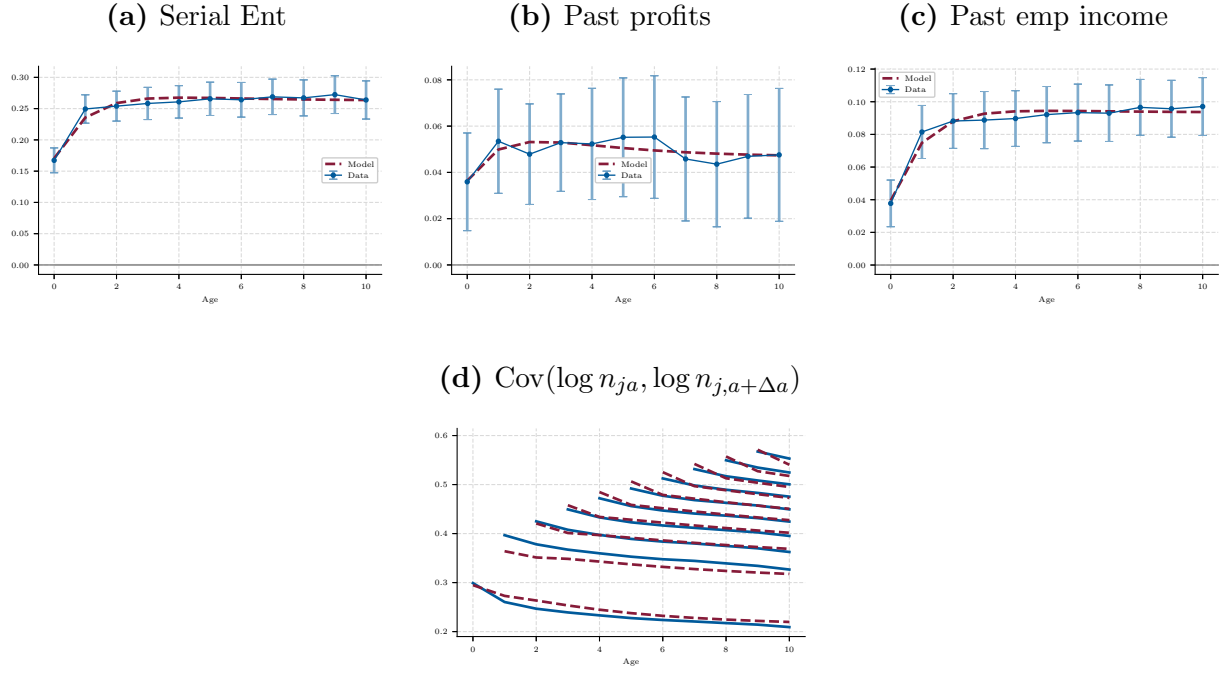 (a) Serial Ent
(b) Past profits
(c) Past emp income
0.30
0.25
0.20
0.15
0.10
0.05
0.00
0 2 4 6 8 10
Age
Model
Data
0.08
0.06
0.04
0.02
0.00
0 2 4 6 8 10
Age
Model
Data
0.12
0.10
0.08
0.06
0.04
0.02
0.00
0 2 4 6 8 10
Age
Model
Data
(d) Cov(log n_{ja}, log n_{j,a+Δa})
0.6
0.5
0.4
0.3
0.2
0 2 4 6 8 10
Age